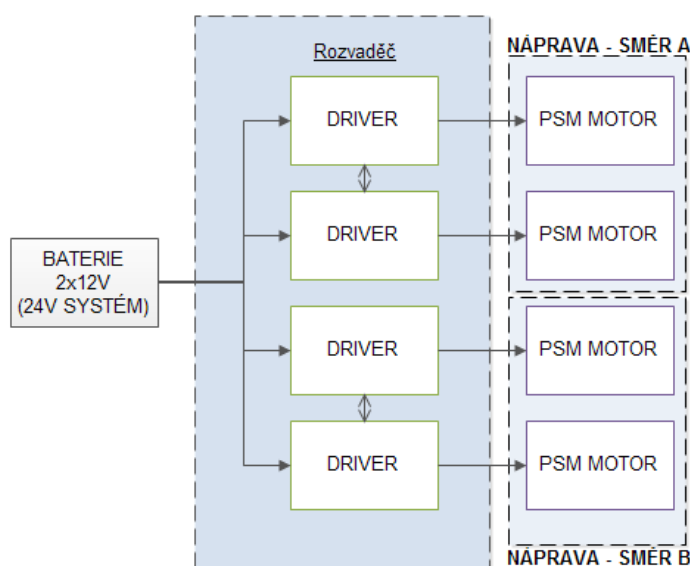 Rozvaděč
NÁPRAVA - SMĚR A
DRIVER
PSM MOTOR
DRIVER
PSM MOTOR
BATERIE
2x12V
(24V SYSTÉM)
DRIVER
PSM MOTOR
DRIVER
PSM MOTOR
NÁPRAVA - SMĚR B